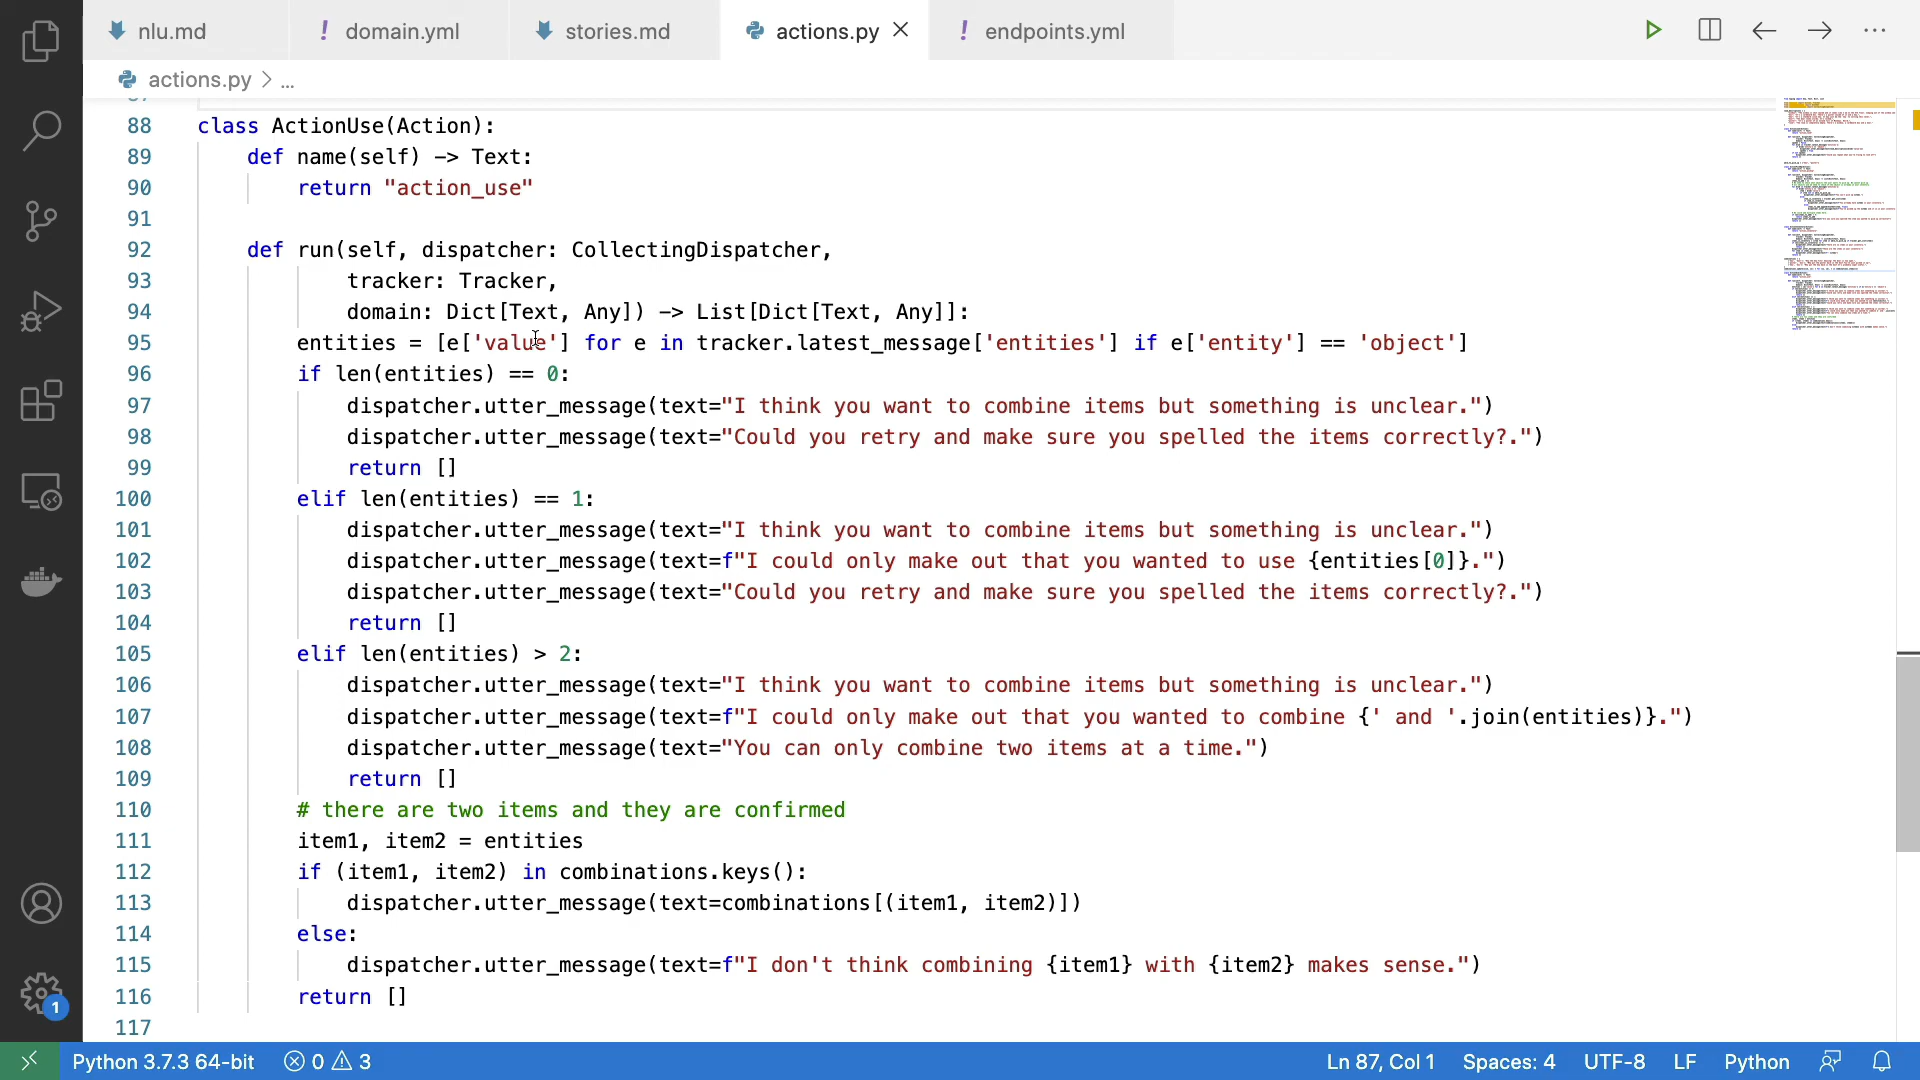 nlu.md ! domain.yml stories.md actions.py ! endpoints.yml ...
actions.py > ...
88 class ActionUse(Action):
89 def name(self) -> Text:
90 return "action_use"
91
92 def run(self, dispatcher: CollectingDispatcher,
93 tracker: Tracker,
94 domain: Dict[Text, Any]) -> List[Dict[Text, Any]]:
95 entities = [e['value'] for e in tracker.latest_message['entities'] if e['entity'] == 'object']
96 if len(entities) == 0:
97 dispatcher.utter_message(text="I think you want to combine items but something is unclear.")
98 dispatcher.utter_message(text="Could you retry and make sure you spelled the items correctly?.")
99 return []
100 elif len(entities) == 1:
101 dispatcher.utter_message(text="I think you want to combine items but something is unclear.")
102 dispatcher.utter_message(text=f"I could only make out that you wanted to use {entities[0]}.")
103 dispatcher.utter_message(text="Could you retry and make sure you spelled the items correctly?.")
104 return []
105 elif len(entities) > 2:
106 dispatcher.utter_message(text="I think you want to combine items but something is unclear.")
107 dispatcher.utter_message(text=f"I could only make out that you wanted to combine {' and '.join(entities)}.")
108 dispatcher.utter_message(text="You can only combine two items at a time.")
109 return []
110 # there are two items and they are confirmed
111 item1, item2 = entities
112 if (item1, item2) in combinations.keys():
113 dispatcher.utter_message(text=combinations[(item1, item2)])
114 else:
115 dispatcher.utter_message(text=f"I don't think combining {item1} with {item2} makes sense.")
116 return []
117
1
Python 3.7.3 64-bit 0 3 Ln 87, Col 1 Spaces: 4 UTF-8 LF Python